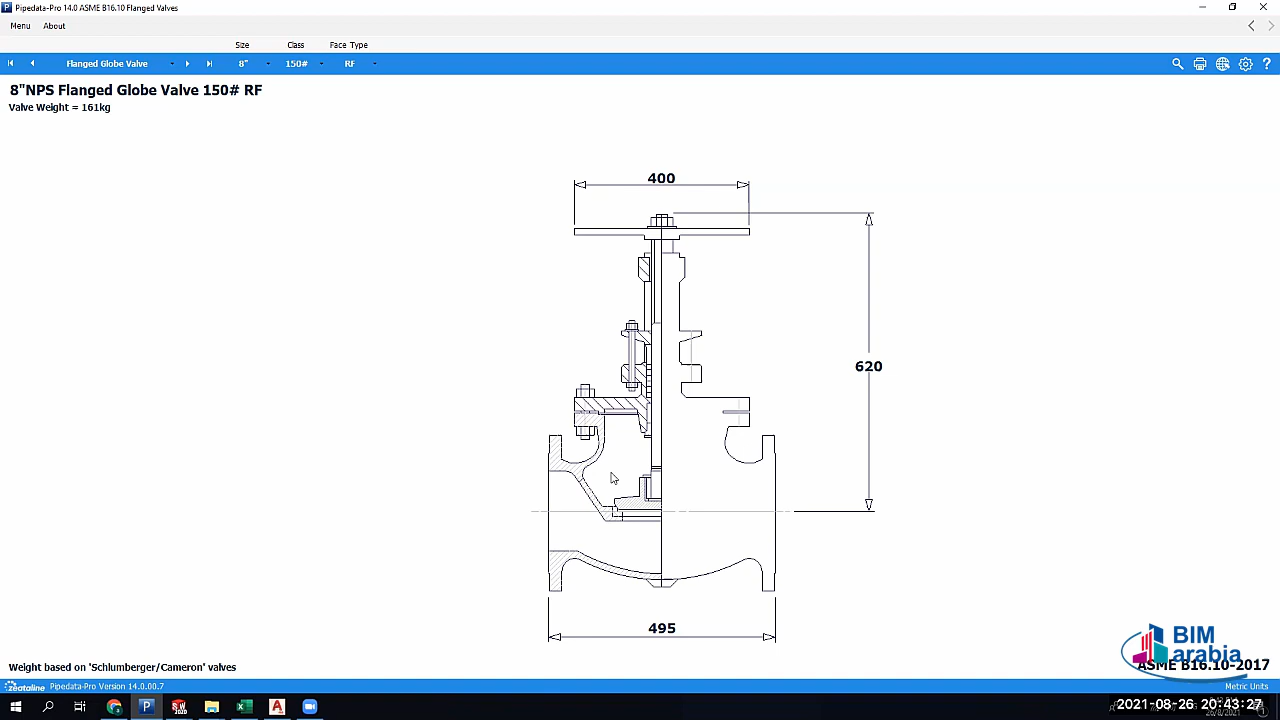 Pipedata-Pro 14.0 ASME B16.10 Flanged Valves
Menu About
Size Class Face Type
Flanged Globe Valve 8" 150# RF
8"NPS Flanged Globe Valve 150# RF
Valve Weight = 161kg
400
620
495
BIM
arabia
Weight based on 'Schlumberger/Cameron' valves
ASME B16.10-2017
zeataline Pipedata-Pro Version 14.0.00.7
Metric Units
2021-08-26 20:43:27